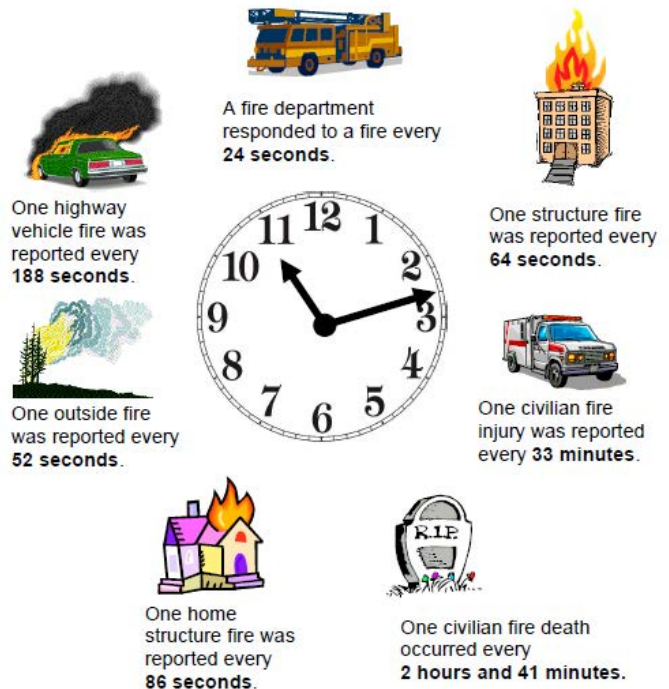 A fire department
responded to a fire every
24 seconds.
One highway
vehicle fire was
reported every
188 seconds.
One structure fire
was reported every
64 seconds.
12
1
2
3
4
5
6
7
8
9
10
11
One outside fire
was reported every
52 seconds.
One civilian fire
injury was reported
every 33 minutes.
One home
structure fire was
reported every
86 seconds.
R.I.P.
One civilian fire death
occurred every
2 hours and 41 minutes.